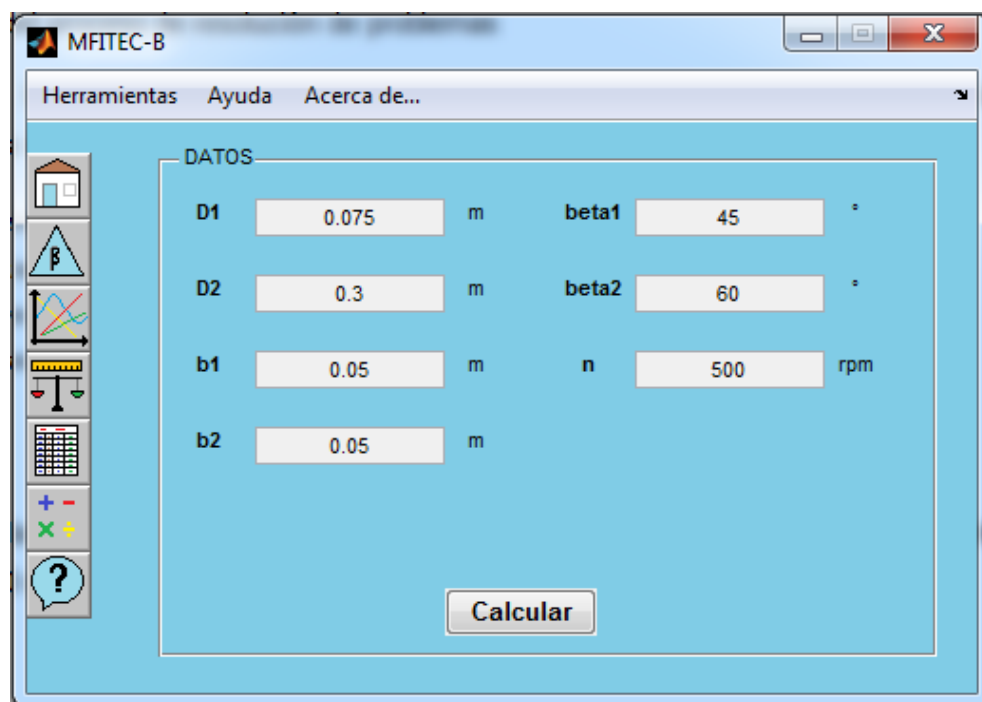 MFITEC-B
Herramientas Ayuda Acerca de...
DATOS
D1 0.075 m beta1 45 °
D2 0.3 m beta2 60 °
b1 0.05 m n 500 rpm
b2 0.05 m
β
+ -
× ÷
?
Calcular